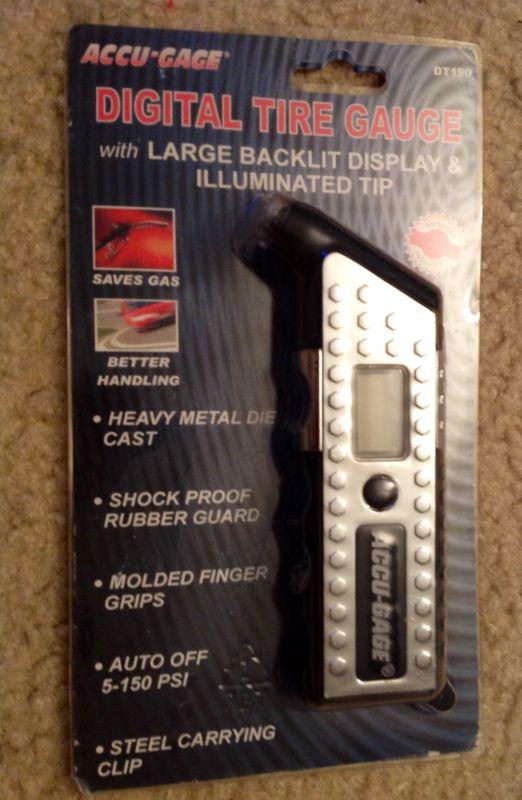 ACCU-GAGE®
DT150
DIGITAL TIRE GAUGE
with LARGE BACKLIT DISPLAY &
ILLUMINATED TIP
SAVES GAS
BETTER
HANDLING
• HEAVY METAL DIE
CAST
• SHOCK PROOF
RUBBER GUARD
• MOLDED FINGER
GRIPS
• AUTO OFF
5-150 PSI
• STEEL CARRYING
CLIP
ACCU-GAGE®